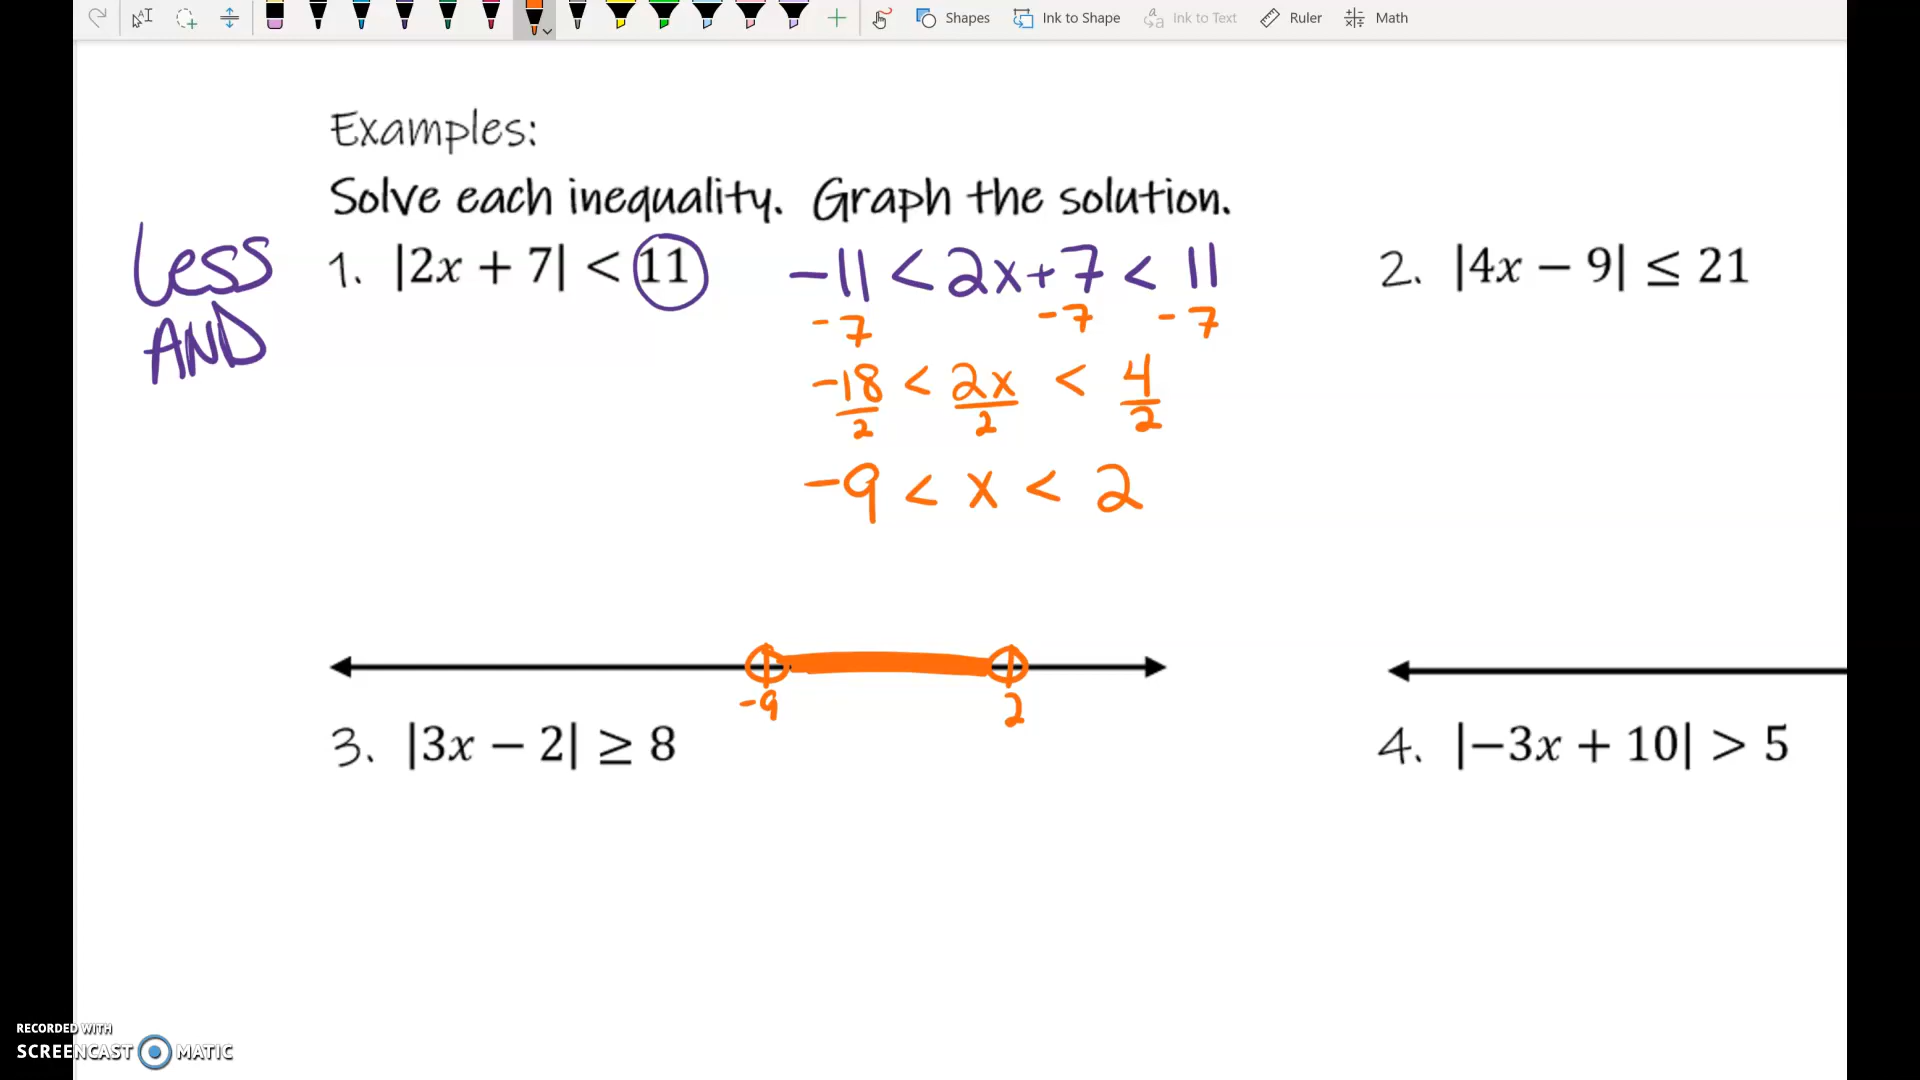 Shapes Ink to Shape Ink to Text Ruler Math
Examples:
Solve each inequality. Graph the solution.
Less
AND
1. |2x + 7| < 11
-11 < 2x+7 < 11
-7 -7 -7
-18/2 < 2x/2 < 4/2
-9 < x < 2
2. |4x − 9| ≤ 21
-9 2
3. |3x − 2| ≥ 8
4. |−3x + 10| > 5
RECORDED WITH
SCREENCAST MATIC